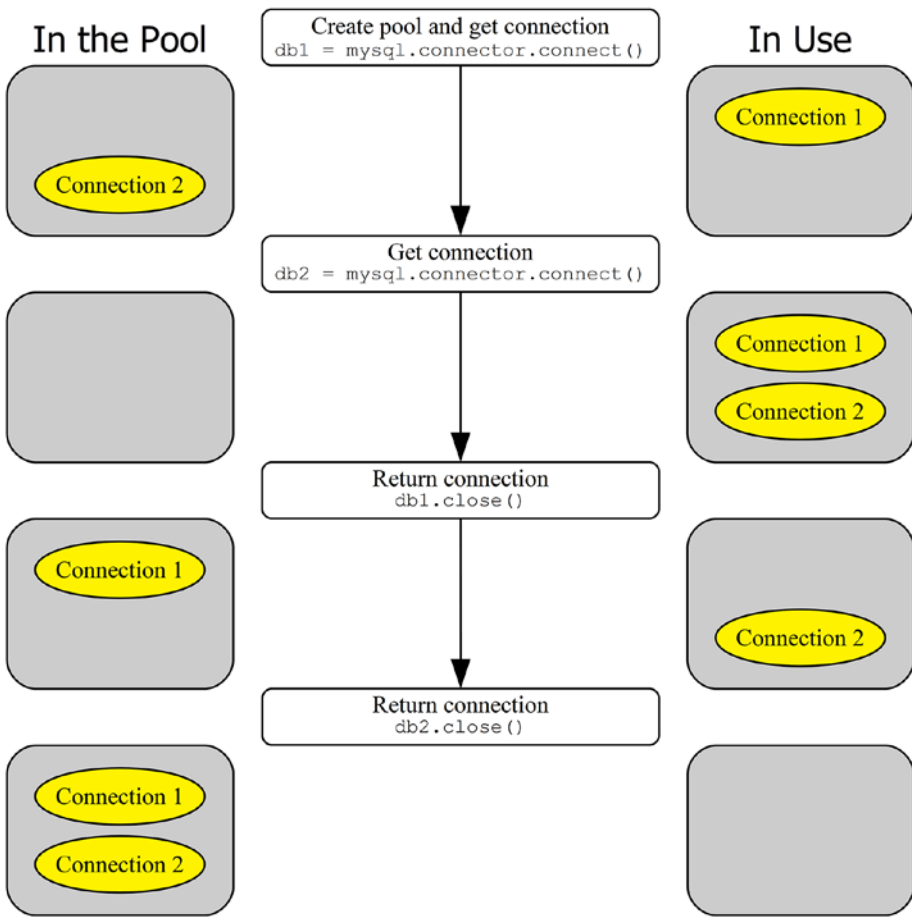 In the Pool
Create pool and get connection
db1 = mysql.connector.connect()
In Use
Connection 2
Connection 1
Get connection
db2 = mysql.connector.connect()
Connection 1
Connection 2
Return connection
db1.close()
Connection 1
Connection 2
Return connection
db2.close()
Connection 1
Connection 2